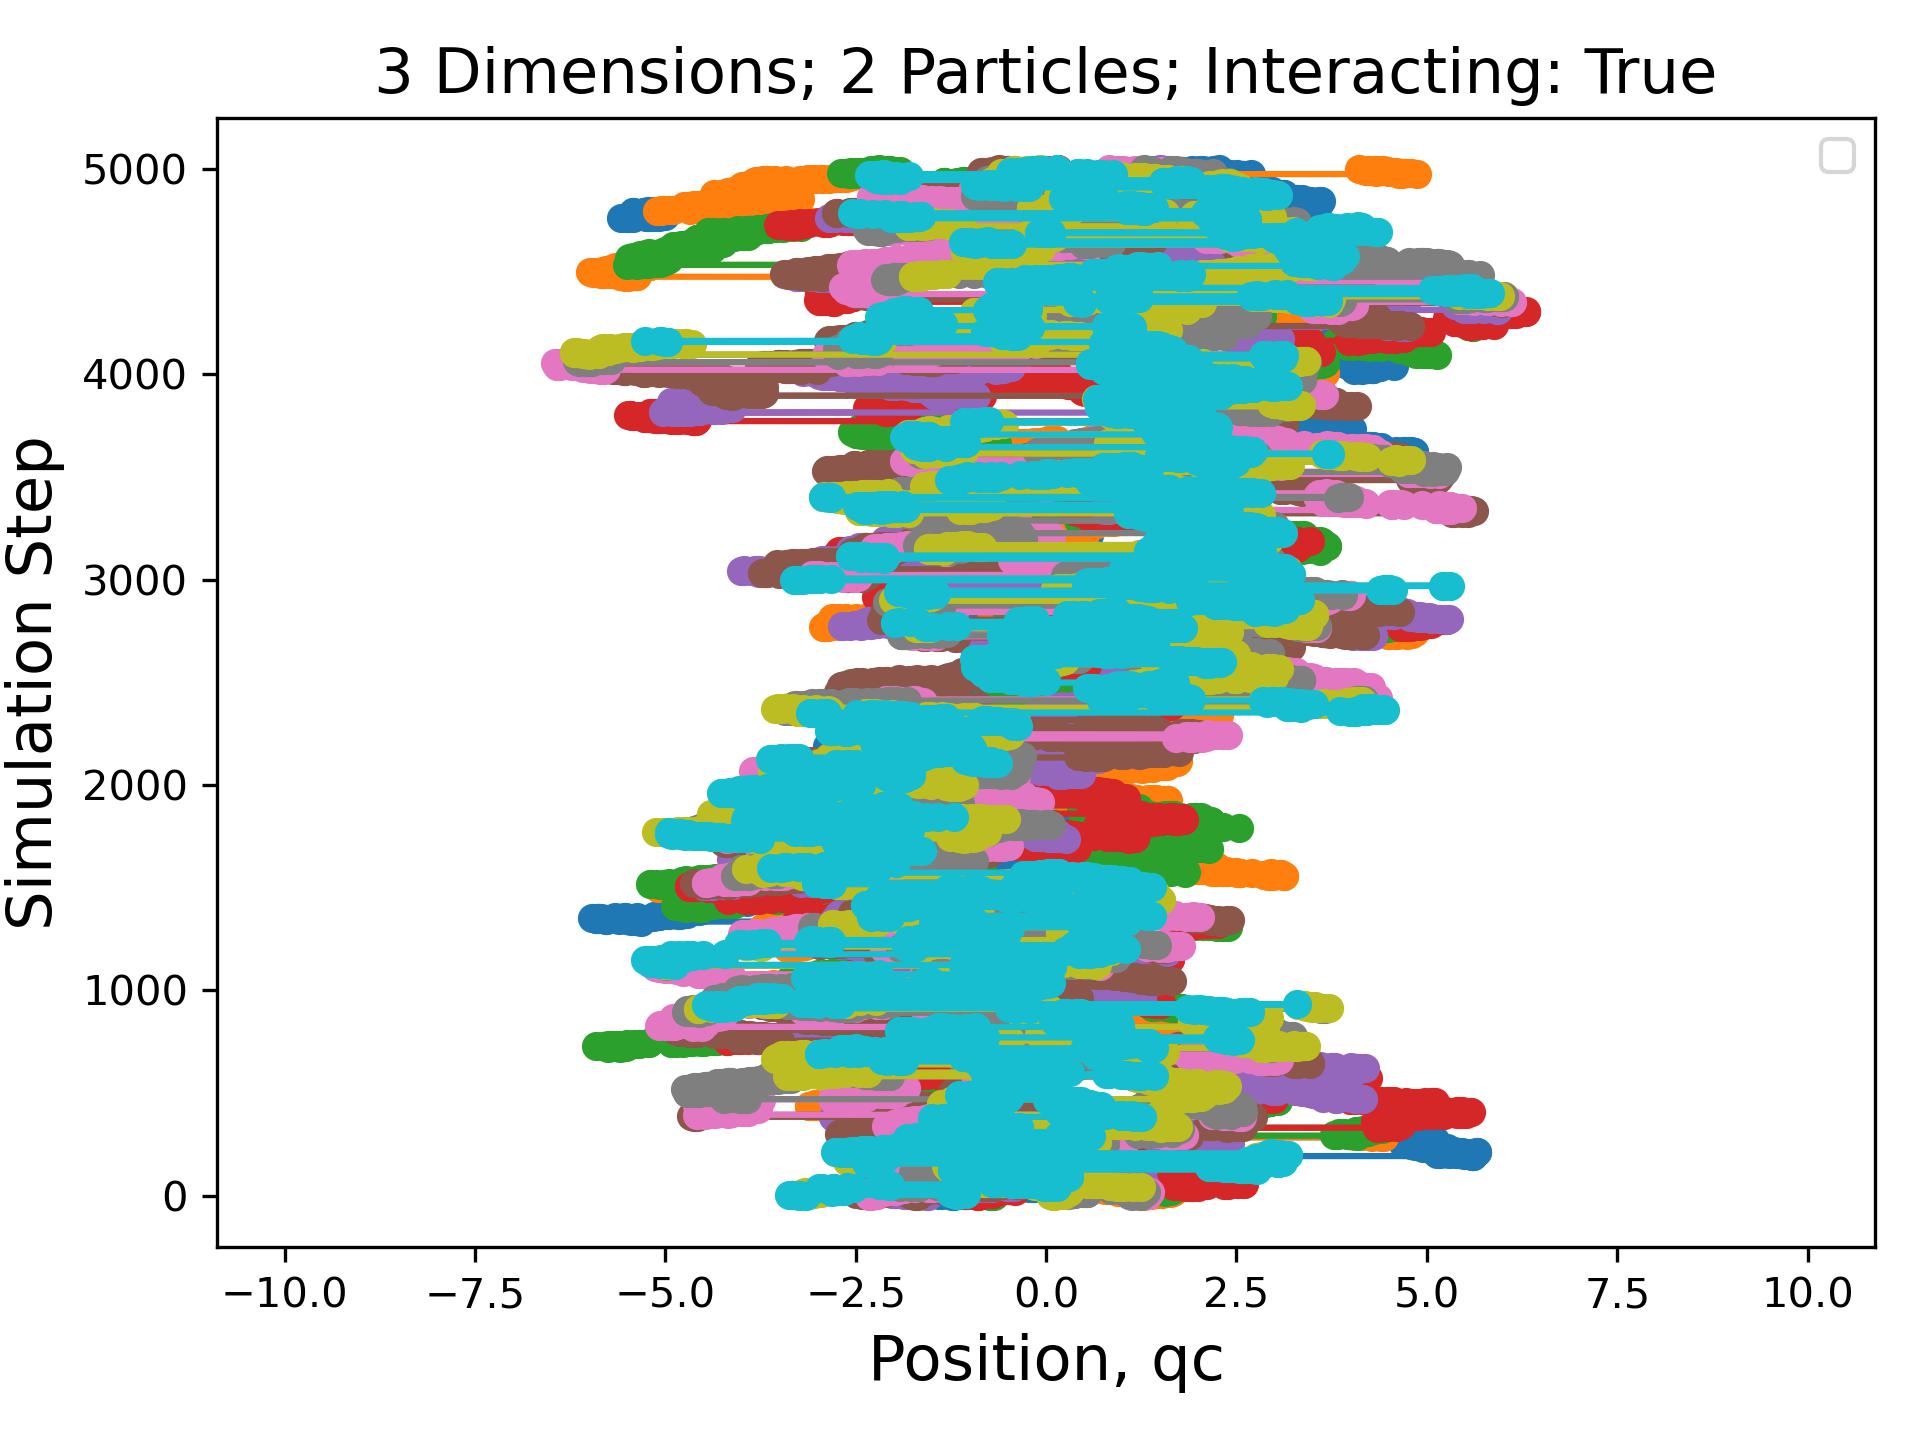 3 Dimensions; 2 Particles; Interacting: True
Simulation Step
5000
4000
3000
2000
1000
0
−10.0 −7.5 −5.0 −2.5 0.0 2.5 5.0 7.5 10.0
Position, qc